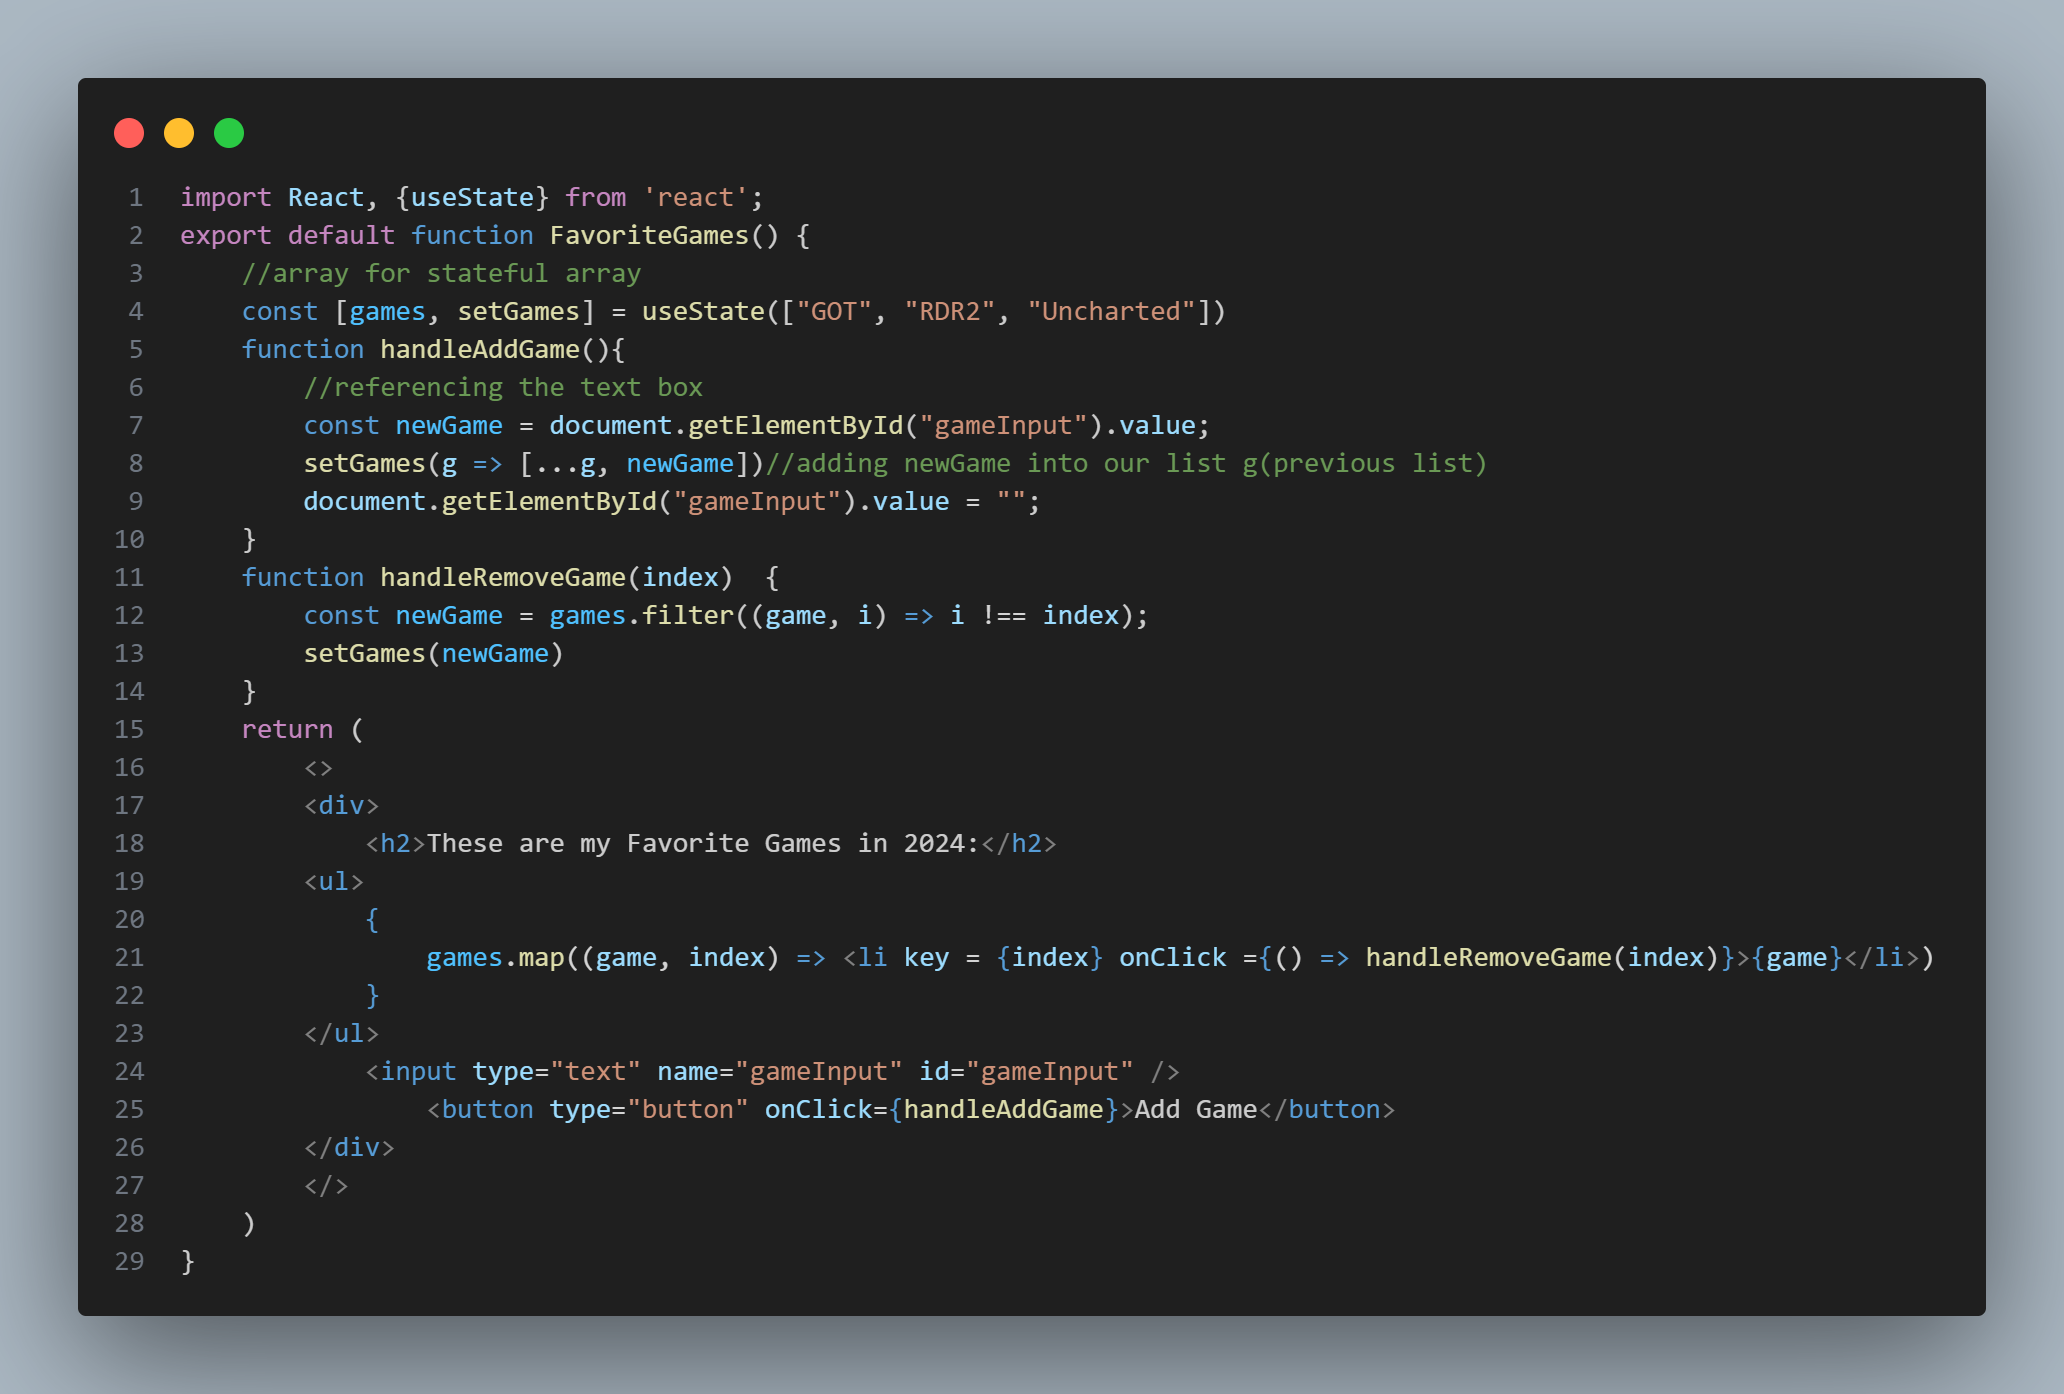 1 import React, {useState} from 'react';
2 export default function FavoriteGames() {
3     //array for stateful array
4     const [games, setGames] = useState(["GOT", "RDR2", "Uncharted"])
5     function handleAddGame(){
6         //referencing the text box
7         const newGame = document.getElementById("gameInput").value;
8         setGames(g => [...g, newGame])//adding newGame into our list g(previous list)
9         document.getElementById("gameInput").value = "";
10     }
11     function handleRemoveGame(index)  {
12         const newGame = games.filter((game, i) => i !== index);
13         setGames(newGame)
14     }
15     return (
16         <>
17         <div>
18             <h2>These are my Favorite Games in 2024:</h2>
19         <ul>
20             {
21                 games.map((game, index) => <li key = {index} onClick ={() => handleRemoveGame(index)}>{game}</li>)
22             }
23         </ul>
24             <input type="text" name="gameInput" id="gameInput" />
25                 <button type="button" onClick={handleAddGame}>Add Game</button>
26         </div>
27         </>
28     )
29 }